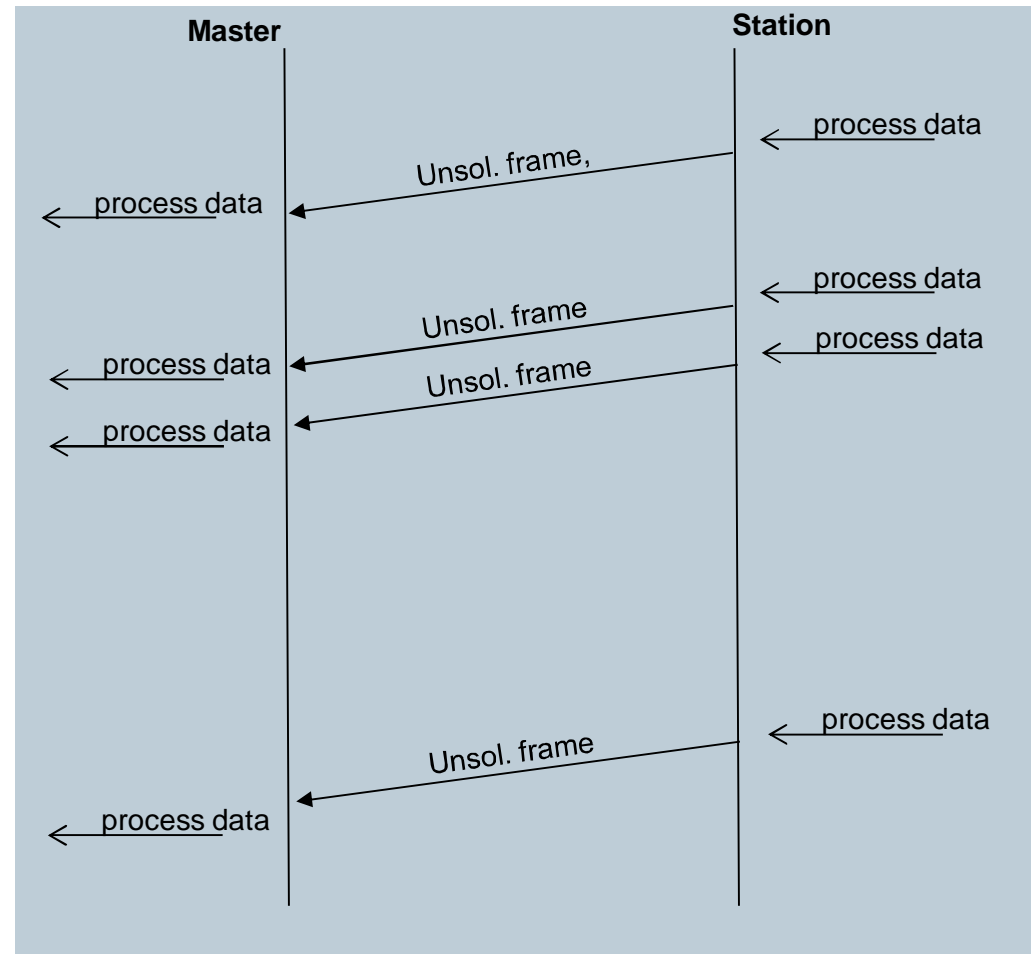 Master
Station
process data
Unsol. frame,
process data
process data
Unsol. frame
process data
process data
Unsol. frame
process data
process data
Unsol. frame
process data